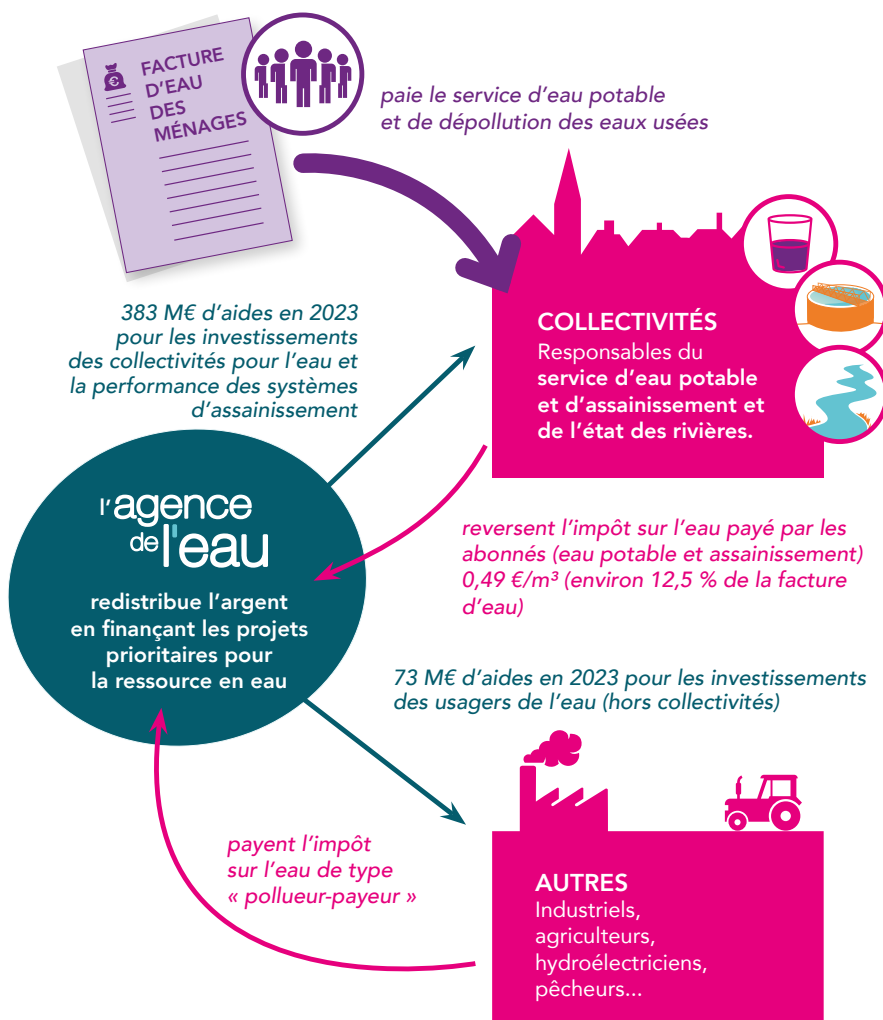 FACTURE
D'EAU
DES
MÉNAGES
€
paie le service d'eau potable
et de dépollution des eaux usées
383 M€ d'aides en 2023
pour les investissements
des collectivités pour l'eau et
la performance des systèmes
d'assainissement
COLLECTIVITÉS
Responsables du
service d'eau potable
et d'assainissement et
de l'état des rivières.
l'agence
de l'eau
redistribue l'argent
en finançant les projets
prioritaires pour
la ressource en eau
reversent l'impôt sur l'eau payé par les
abonnés (eau potable et assainissement)
0,49 €/m³ (environ 12,5 % de la facture
d'eau)
73 M€ d'aides en 2023 pour les investissements
des usagers de l'eau (hors collectivités)
payent l'impôt
sur l'eau de type
« pollueur-payeur »
AUTRES
Industriels,
agriculteurs,
hydroélectriciens,
pêcheurs...